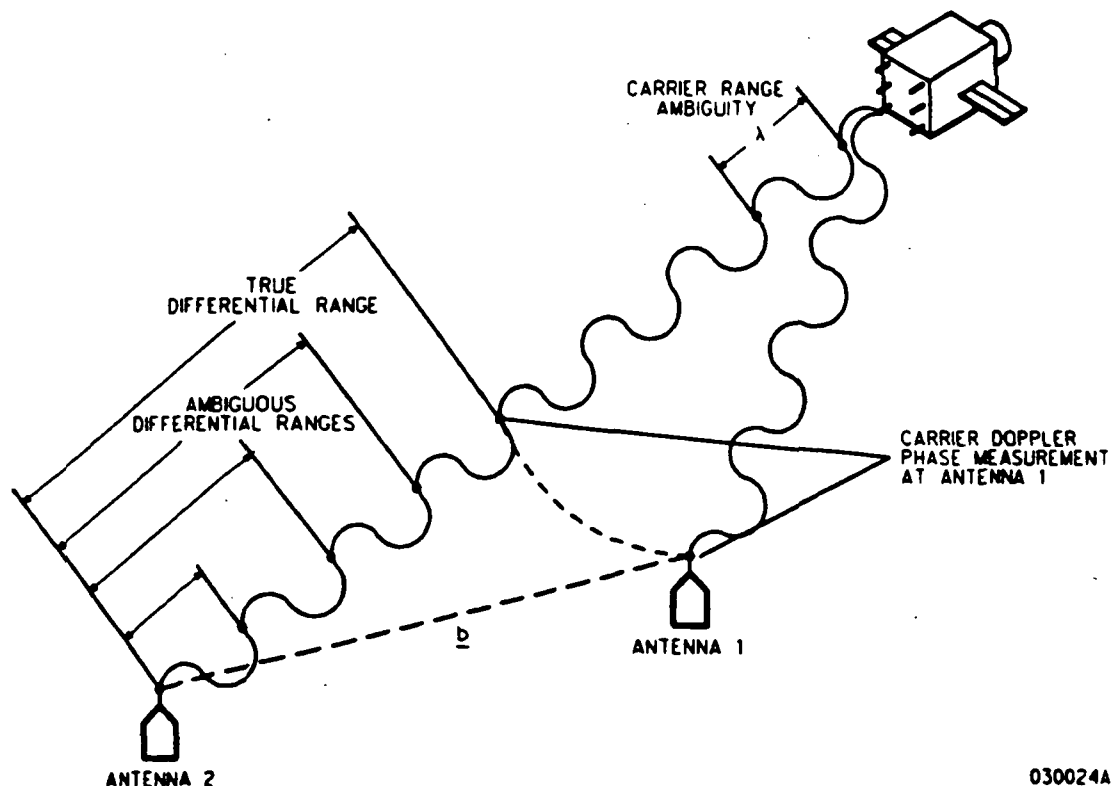 CARRIER RANGE
AMBIGUITY
λ
TRUE
DIFFERENTIAL RANGE
AMBIGUOUS
DIFFERENTIAL RANGES
CARRIER DOPPLER
PHASE MEASUREMENT
AT ANTENNA 1
b
ANTENNA 1
ANTENNA 2
030024A